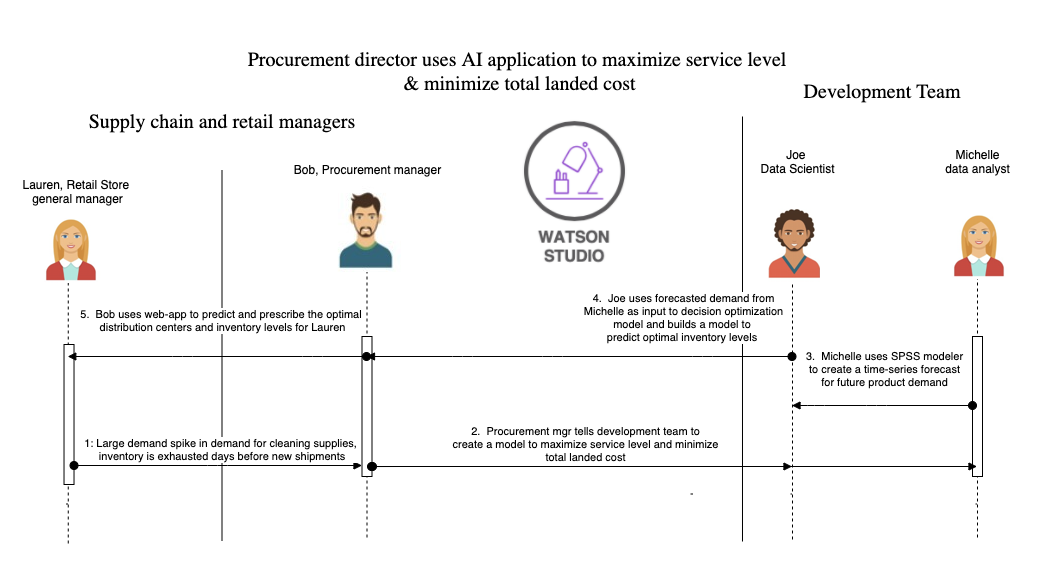 Procurement director uses AI application to maximize service level
& minimize total landed cost
Development Team
Supply chain and retail managers
Lauren, Retail Store
general manager
Bob, Procurement manager
WATSON
STUDIO
Joe
Data Scientist
Michelle
data analyst
5. Bob uses web-app to predict and prescribe the optimal
distribution centers and inventory levels for Lauren
4. Joe uses forecasted demand from
Michelle as input to decision optimization
model and builds a model to
predict optimal inventory levels
3. Michelle uses SPSS modeler
to create a time-series forecast
for future product demand
1: Large demand spike in demand for cleaning supplies,
inventory is exhausted days before new shipments
2. Procurement mgr tells development team to
create a model to maximize service level and minimize
total landed cost